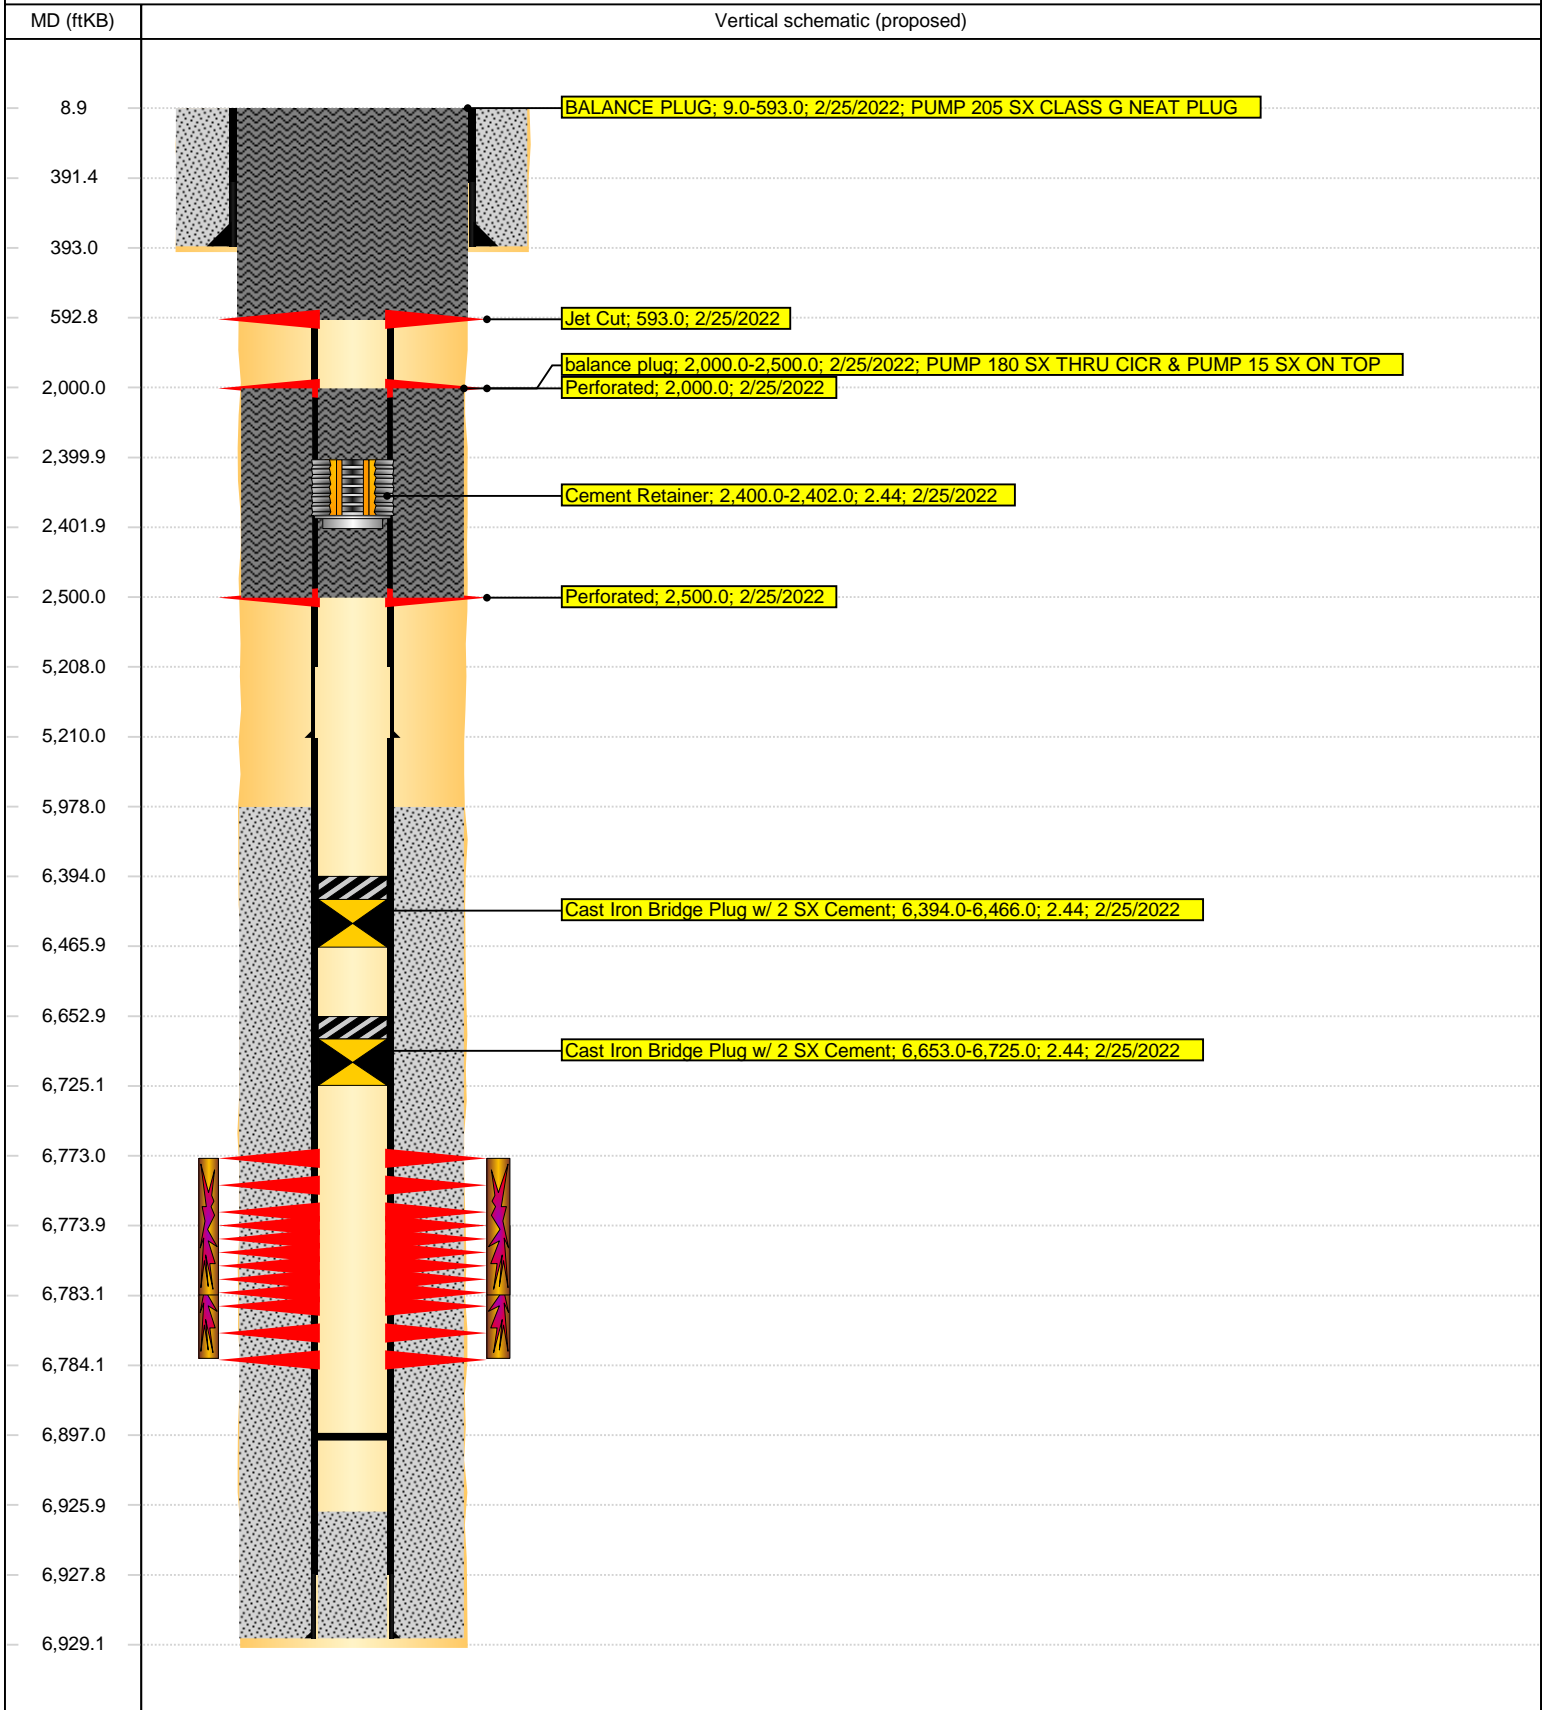 MD (ftKB)
Vertical schematic (proposed)
8.9
BALANCE PLUG; 9.0-593.0; 2/25/2022; PUMP 205 SX CLASS G NEAT PLUG
391.4
393.0
592.8
Jet Cut; 593.0; 2/25/2022
balance plug; 2,000.0-2,500.0; 2/25/2022; PUMP 180 SX THRU CICR & PUMP 15 SX ON TOP
2,000.0
Perforated; 2,000.0; 2/25/2022
2,399.9
Cement Retainer; 2,400.0-2,402.0; 2.44; 2/25/2022
2,401.9
2,500.0
Perforated; 2,500.0; 2/25/2022
5,208.0
5,210.0
5,978.0
6,394.0
Cast Iron Bridge Plug w/ 2 SX Cement; 6,394.0-6,466.0; 2.44; 2/25/2022
6,465.9
6,652.9
Cast Iron Bridge Plug w/ 2 SX Cement; 6,653.0-6,725.0; 2.44; 2/25/2022
6,725.1
6,773.0
6,773.9
6,783.1
6,784.1
6,897.0
6,925.9
6,927.8
6,929.1